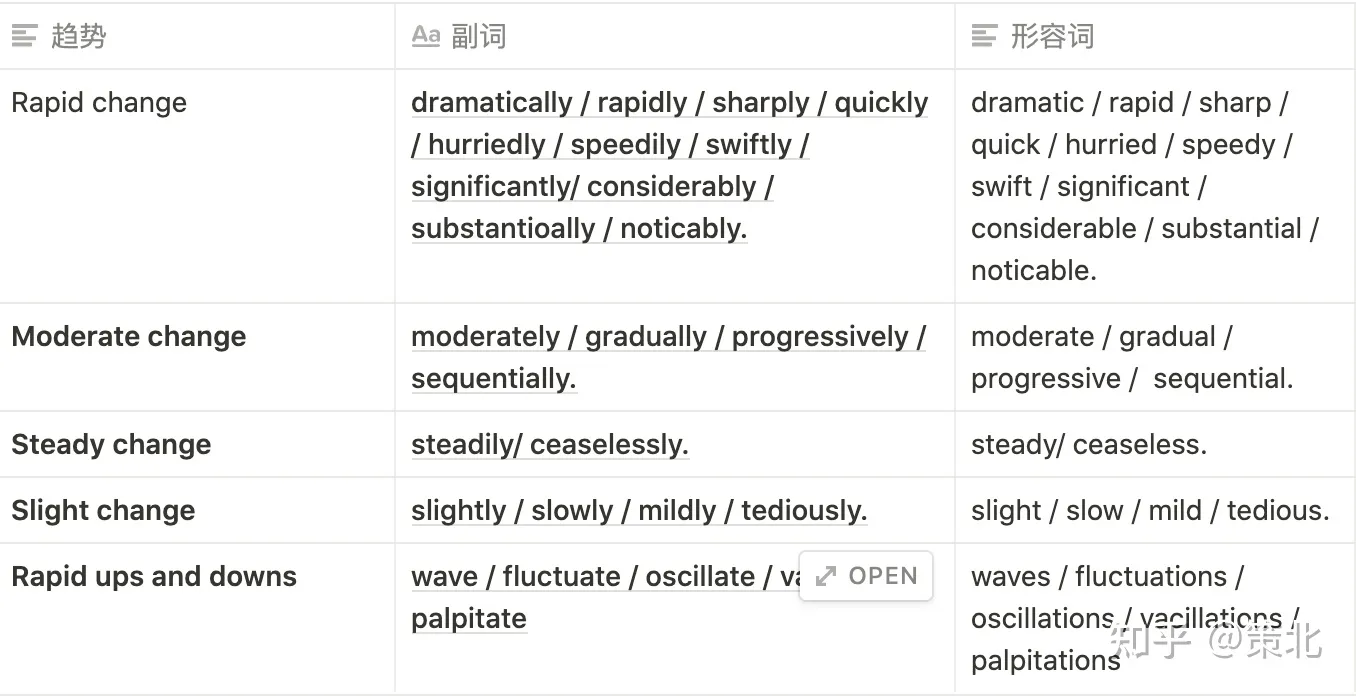 趋势
Aa 副词
形容词
Rapid change
dramatically / rapidly / sharply / quickly
/ hurriedly / speedily / swiftly /
significantly/ considerably /
substantioally / noticably.
dramatic / rapid / sharp /
quick / hurried / speedy /
swift / significant /
considerable / substantial /
noticable.
Moderate change
moderately / gradually / progressively /
sequentially.
moderate / gradual /
progressive / sequential.
Steady change
steadily/ ceaselessly.
steady/ ceaseless.
Slight change
slightly / slowly / mildly / tediously.
slight / slow / mild / tedious.
Rapid ups and downs
wave / fluctuate / oscillate /
OPEN
palpitate
waves / fluctuations /
oscillations / vacillations /
palpitations
知乎 @策北